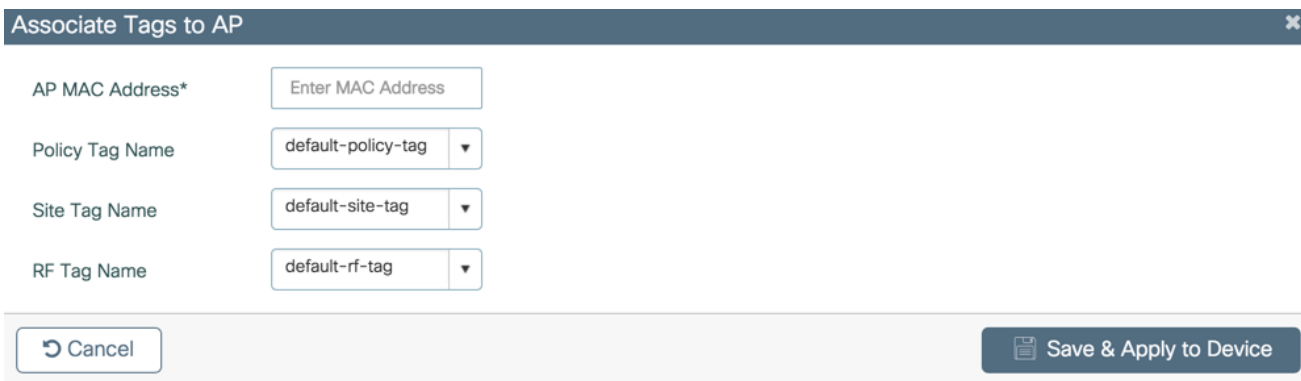 Associate Tags to AP
AP MAC Address*
Enter MAC Address
Policy Tag Name
default-policy-tag
Site Tag Name
default-site-tag
RF Tag Name
default-rf-tag
Cancel
Save & Apply to Device